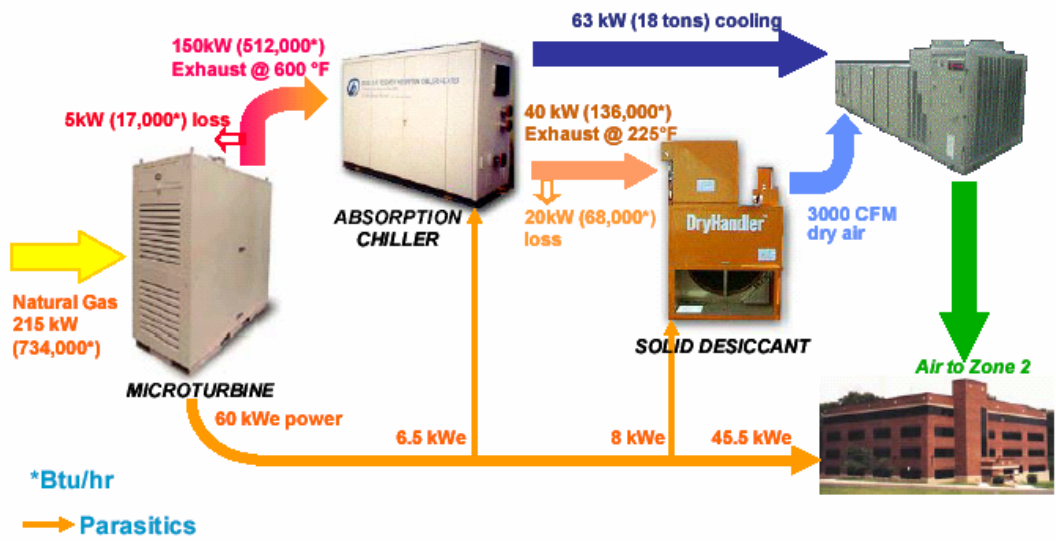 63 kW (18 tons) cooling
150kW (512,000*)
Exhaust @ 600 °F
5kW (17,000*) loss
40 kW (136,000*)
Exhaust @ 225°F
ABSORPTION
CHILLER
20kW (68,000*)
loss
DryHandler™
3000 CFM
dry air
Natural Gas
215 kW
(734,000*)
SOLID DESICCANT
MICROTURBINE
Air to Zone 2
60 kWe power
6.5 kWe
8 kWe
45.5 kWe
*Btu/hr
Parasitics